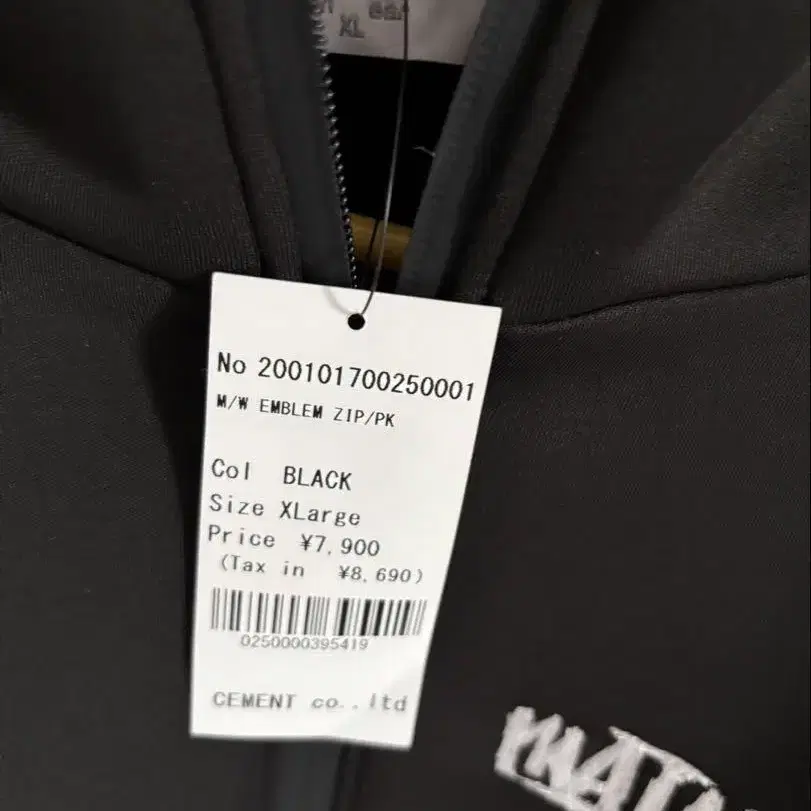 XL
No 200101700250001
M/W EMBLEM ZIP/PK
Col BLACK
Size XLarge
Price ¥7,900
(Tax in ¥8,690)
0250000395419
CEMENT co.,ltd